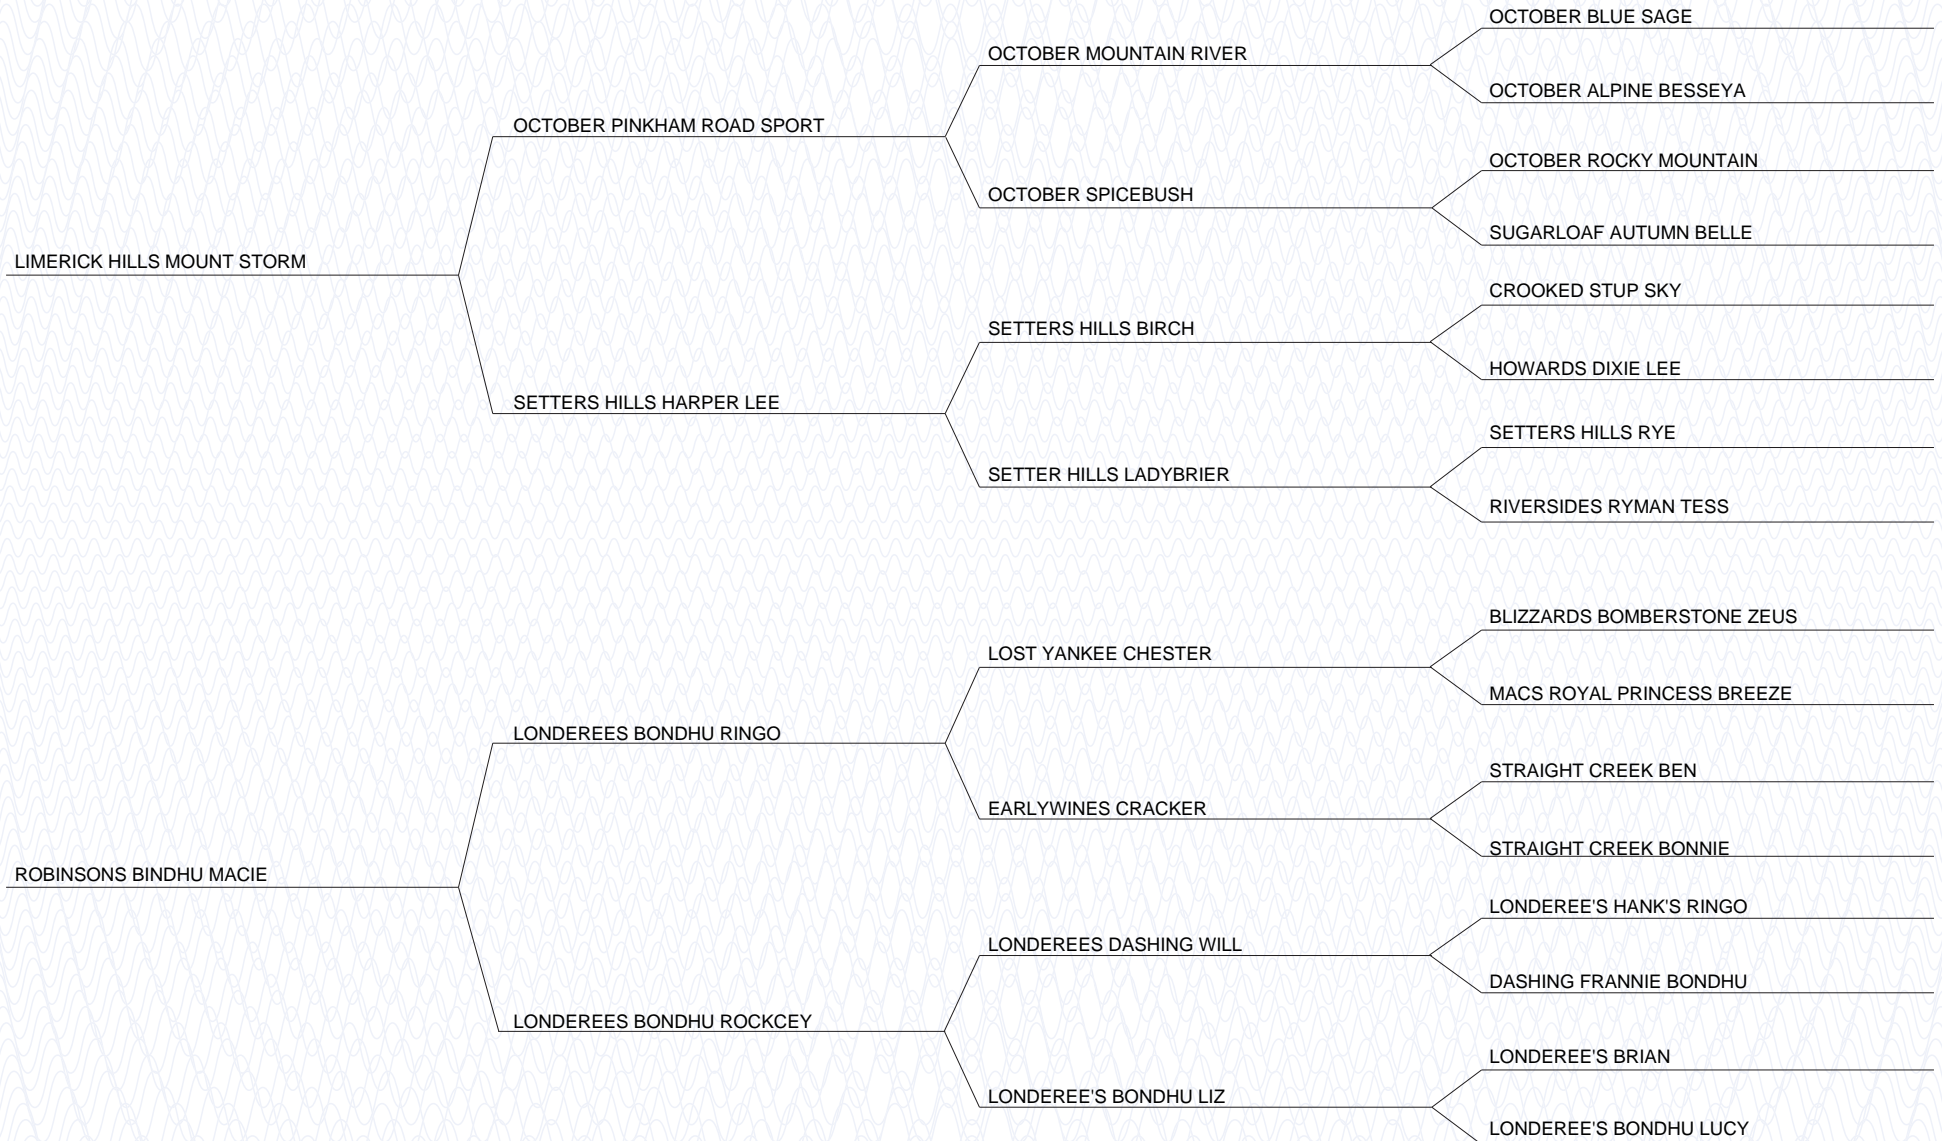 OCTOBER BLUE SAGE
OCTOBER MOUNTAIN RIVER
OCTOBER ALPINE BESSEYA
OCTOBER PINKHAM ROAD SPORT
OCTOBER ROCKY MOUNTAIN
OCTOBER SPICEBUSH
SUGARLOAF AUTUMN BELLE
LIMERICK HILLS MOUNT STORM
CROOKED STUP SKY
SETTERS HILLS BIRCH
HOWARDS DIXIE LEE
SETTERS HILLS HARPER LEE
SETTERS HILLS RYE
SETTER HILLS LADYBRIER
RIVERSIDES RYMAN TESS
BLIZZARDS BOMBERSTONE ZEUS
LOST YANKEE CHESTER
MACS ROYAL PRINCESS BREEZE
LONDEREES BONDHU RINGO
STRAIGHT CREEK BEN
EARLYWINES CRACKER
STRAIGHT CREEK BONNIE
ROBINSONS BINDHU MACIE
LONDEREE'S HANK'S RINGO
LONDEREES DASHING WILL
DASHING FRANNIE BONDHU
LONDEREES BONDHU ROCKCEY
LONDEREE'S BRIAN
LONDEREE'S BONDHU LIZ
LONDEREE'S BONDHU LUCY